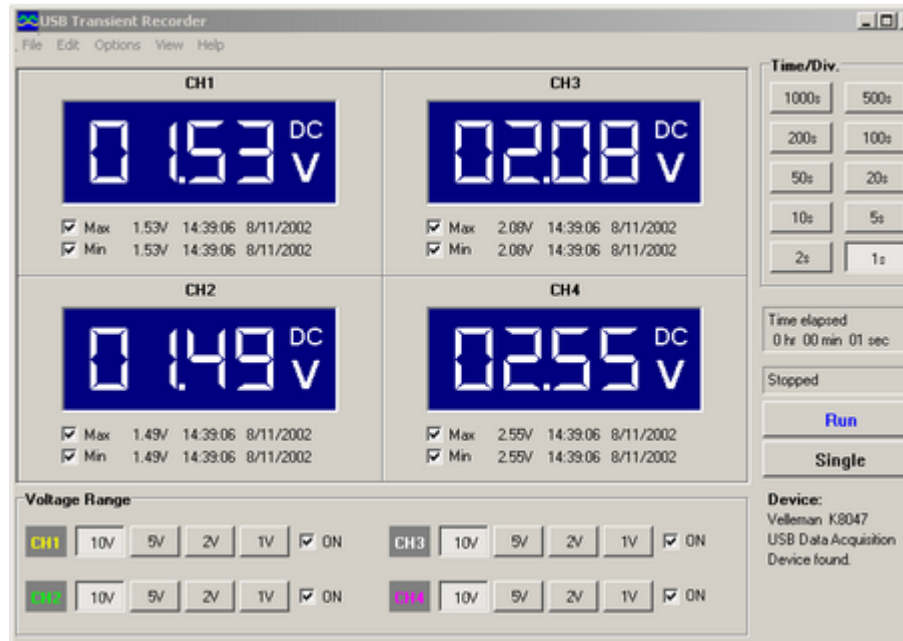 USB Transient Recorder
File Edit Options View Help
CH1
01.53 DC V
Max 1.53V 14:39:06 8/11/2002
Min 1.53V 14:39:06 8/11/2002
CH3
02.08 DC V
Max 2.08V 14:39:06 8/11/2002
Min 2.08V 14:39:06 8/11/2002
CH2
01.49 DC V
Max 1.49V 14:39:06 8/11/2002
Min 1.49V 14:39:06 8/11/2002
CH4
02.55 DC V
Max 2.55V 14:39:06 8/11/2002
Min 2.55V 14:39:06 8/11/2002
Time/Div.
1000s 500s
200s 100s
50s 20s
10s 5s
2s 1s
Time elapsed
0 hr 00 min 01 sec
Stopped
Run
Single
Device:
Velleman K8047
USB Data Acquisition
Device found.
Voltage Range
CH1 10V 5V 2V 1V ON
CH3 10V 5V 2V 1V ON
CH2 10V 5V 2V 1V ON
CH4 10V 5V 2V 1V ON